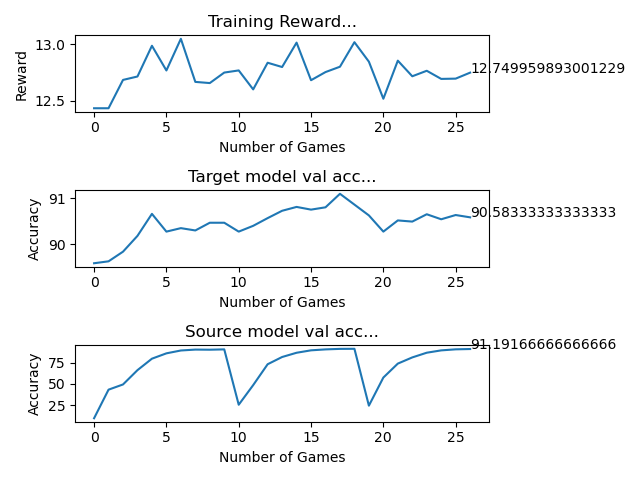 Training Reward...
13.0
12.5
Reward
12.749959893001229
0 5 10 15 20 25
Number of Games
Target model val acc...
91
90
Accuracy
90.58333333333333
0 5 10 15 20 25
Number of Games
Source model val acc...
75
50
25
Accuracy
91.19166666666666
0 5 10 15 20 25
Number of Games